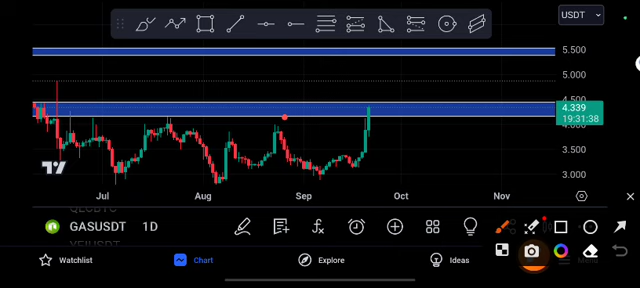 USDT
5.500
5.000
4.500
4.339
19:31:38
4.000
3.500
3.000
Jul
Aug
Sep
Oct
Nov
GASUSDT
1D
Watchlist
Chart
Explore
Ideas